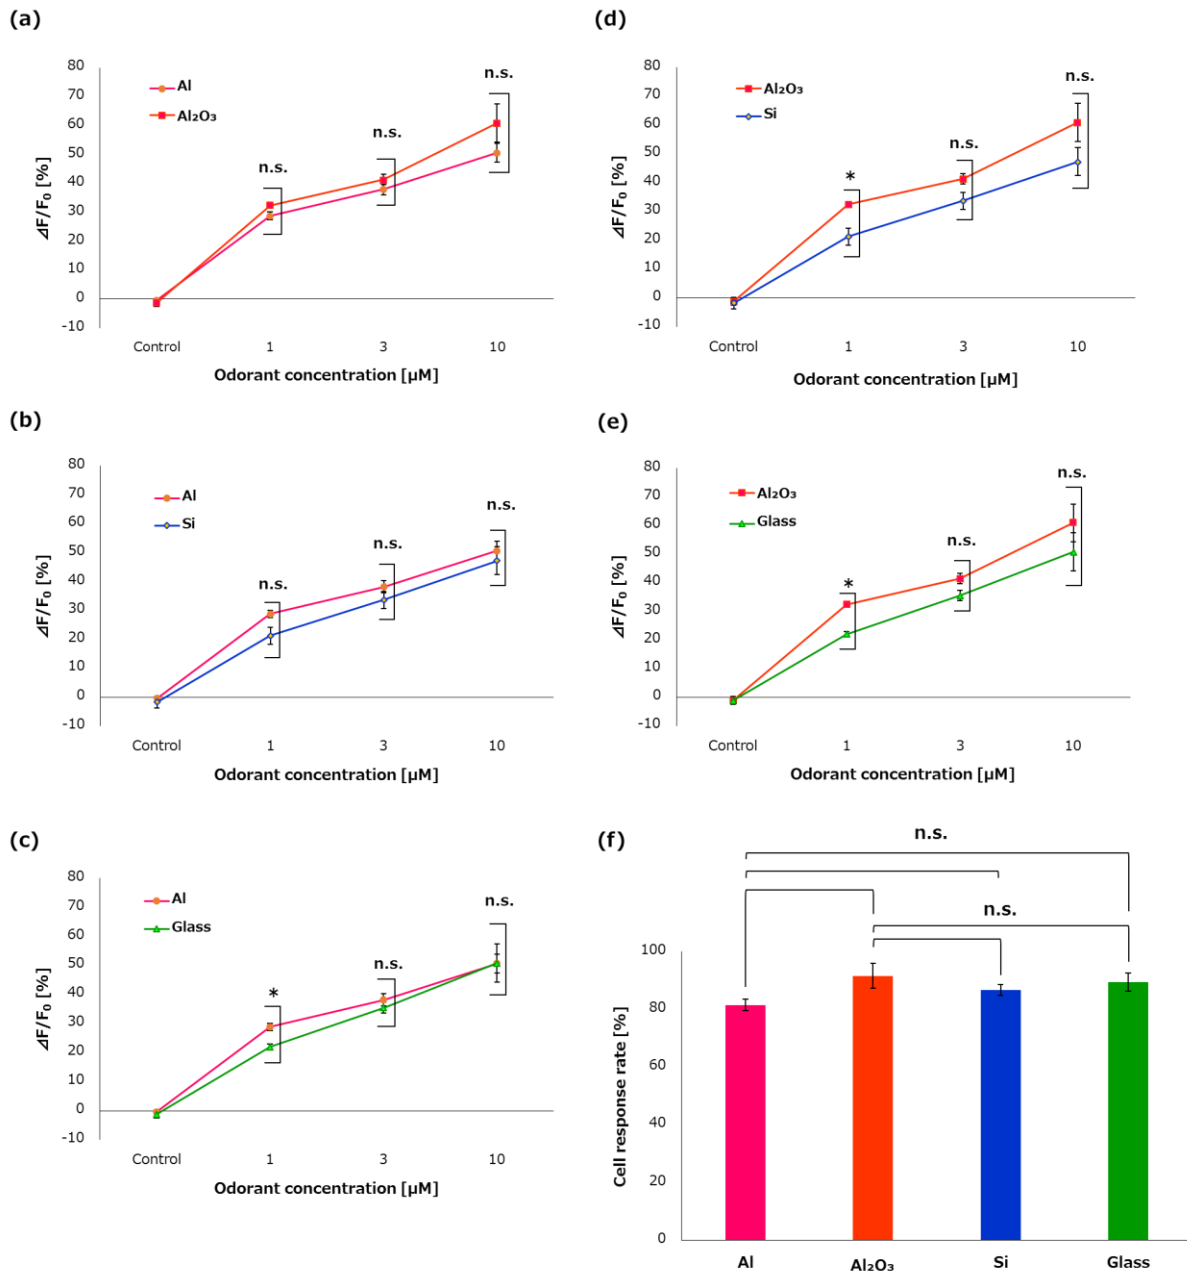 (a)
80
70
60
50
40
30
20
10
0
-10
⊿F/F₀ [%]
Al
Al₂O₃
n.s.
n.s.
n.s.
Control 1 3 10
Odorant concentration [μM]
(b)
80
70
60
50
40
30
20
10
0
-10
⊿F/F₀ [%]
Al
Si
n.s.
n.s.
n.s.
Control 1 3 10
Odorant concentration [μM]
(c)
80
70
60
50
40
30
20
10
0
-10
⊿F/F₀ [%]
Al
Glass
*
n.s.
n.s.
Control 1 3 10
Odorant concentration [μM]
(d)
80
70
60
50
40
30
20
10
0
-10
⊿F/F₀ [%]
Al₂O₃
Si
*
n.s.
n.s.
Control 1 3 10
Odorant concentration [μM]
(e)
80
70
60
50
40
30
20
10
0
-10
⊿F/F₀ [%]
Al₂O₃
Glass
*
n.s.
n.s.
Control 1 3 10
Odorant concentration [μM]
(f)
n.s.
n.s.
100
80
60
40
20
0
Cell response rate [%]
Al Al₂O₃ Si Glass